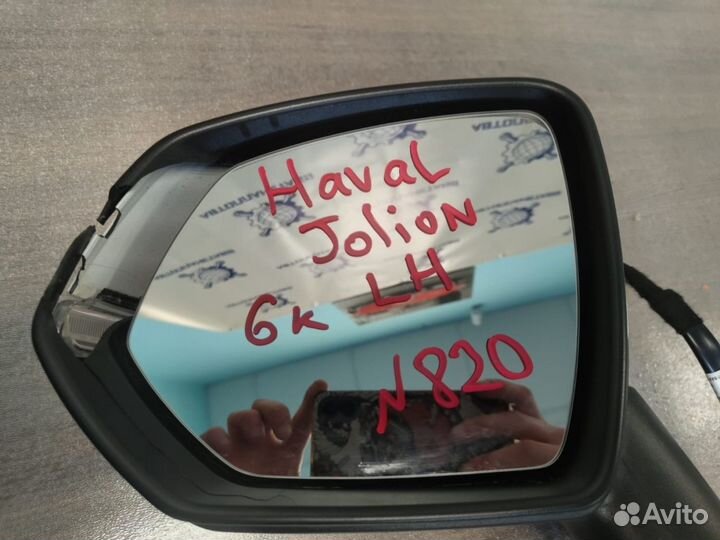 Haval
Jolion
LH
6к
N820
Avito